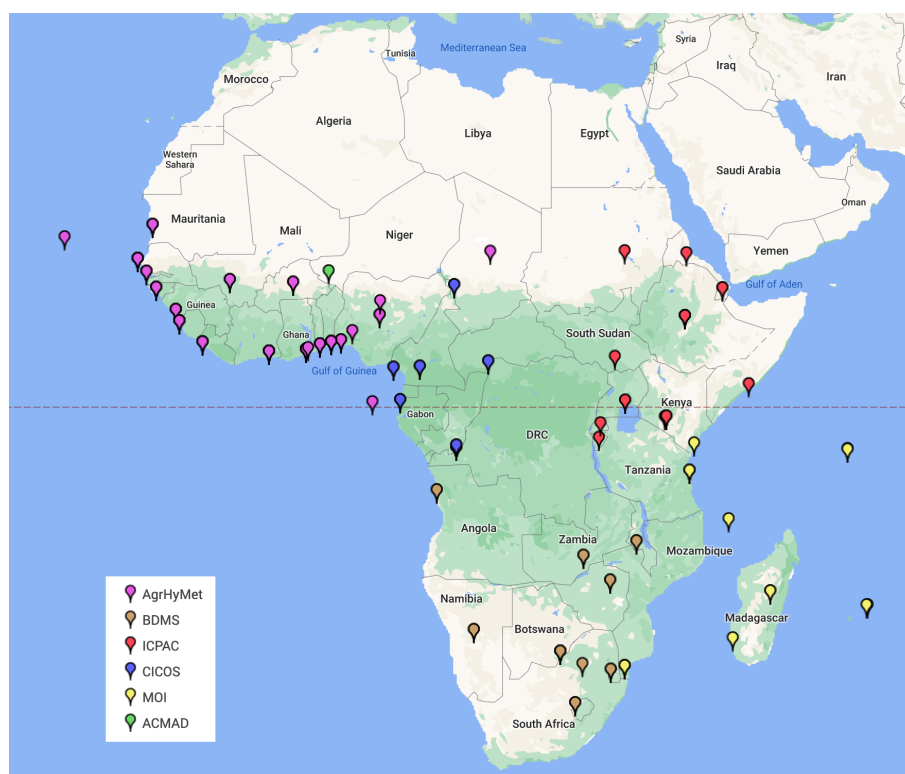 Mediterranean Sea
Tunisia
Syria
Iraq
Iran
Morocco
Algeria
Libya
Egypt
Western
Sahara
Saudi Arabia
Oman
Mauritania
Mali
Niger
Yemen
Gulf of Aden
Guinea
Ghana
South Sudan
Gulf of Guinea
Gabon
Kenya
DRC
Tanzania
Angola
Zambia
Mozambique
Namibia
Botswana
Madagascar
South Africa
AgrHyMet
BDMS
ICPAC
CICOS
MOI
ACMAD